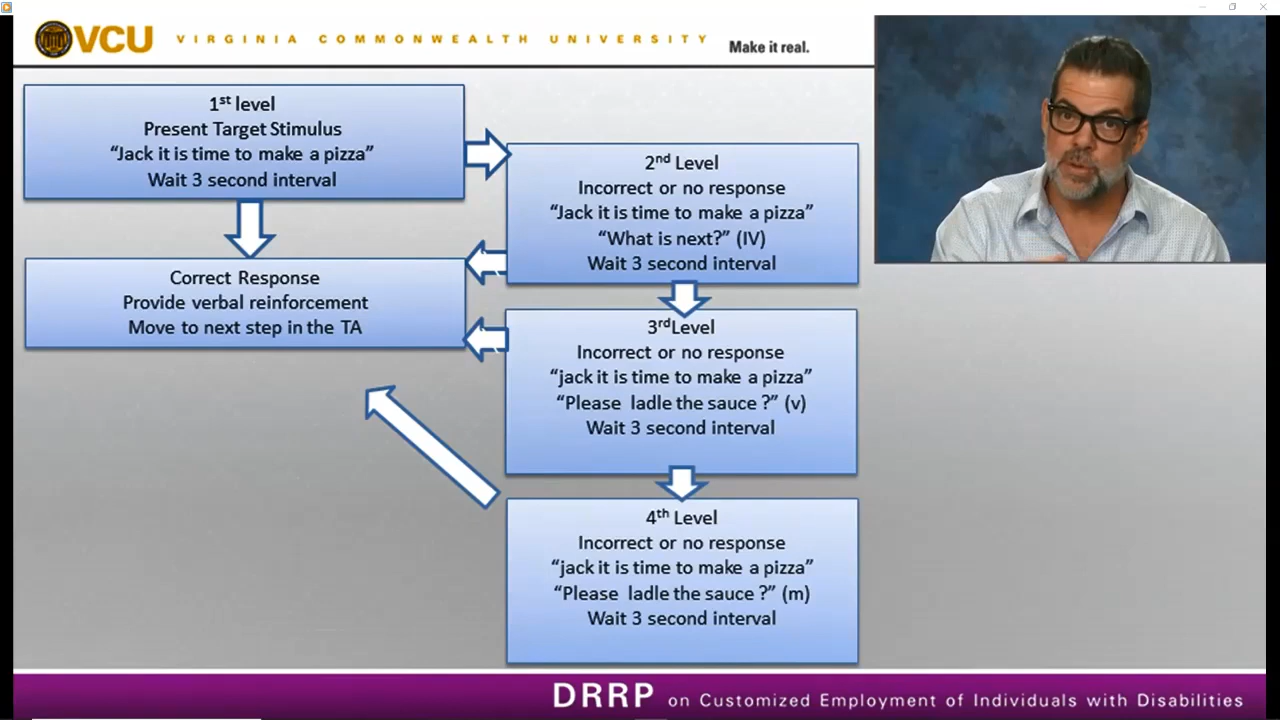 VCU VIRGINIA COMMONWEALTH UNIVERSITY Make it real.
1st level
Present Target Stimulus
“Jack it is time to make a pizza”
Wait 3 second interval
2nd Level
Incorrect or no response
“Jack it is time to make a pizza”
“What is next?” (IV)
Wait 3 second interval
Correct Response
Provide verbal reinforcement
Move to next step in the TA
3rd Level
Incorrect or no response
“jack it is time to make a pizza”
“Please ladle the sauce ?” (v)
Wait 3 second interval
4th Level
Incorrect or no response
“jack it is time to make a pizza”
“Please ladle the sauce ?” (m)
Wait 3 second interval
DRRP on Customized Employment of Individuals with Disabilities